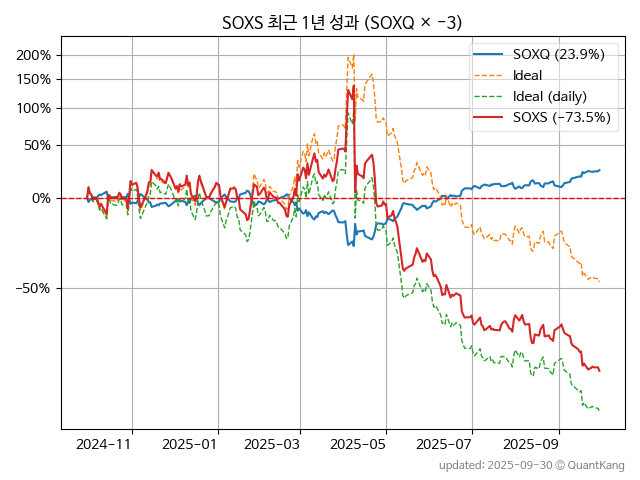 SOXS 최근 1년 성과 (SOXQ × −3)
200%
150%
100%
50%
0%
−50%
SOXQ (23.9%)
Ideal
Ideal (daily)
SOXS (−73.5%)
2024-11
2025-01
2025-03
2025-05
2025-07
2025-09
updated: 2025-09-30 © QuantKang